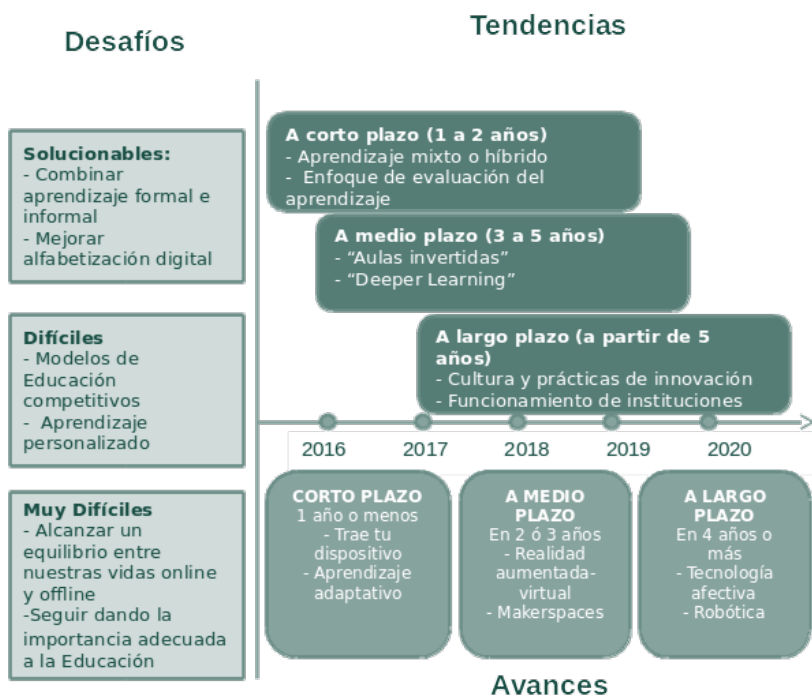 Desafíos
Solucionables:
- Combinar
aprendizaje formal e
informal
- Mejorar
alfabetización digital
Difíciles
- Modelos de
Educación
competitivos
- Aprendizaje
personalizado
Muy Difíciles
- Alcanzar un
equilibrio entre
nuestras vidas online
y offline
-Seguir dando la
importancia adecuada
a la Educación
Tendencias
A corto plazo (1 a 2 años)
- Aprendizaje mixto o híbrido
- Enfoque de evaluación del
aprendizaje
A medio plazo (3 a 5 años)
- “Aulas invertidas”
- “Deeper Learning”
A largo plazo (a partir de 5
años)
- Cultura y prácticas de innovación
- Funcionamiento de instituciones
2016 2017 2018 2019 2020
CORTO PLAZO
1 año o menos
- Trae tu
dispositivo
- Aprendizaje
adaptativo
A MEDIO
PLAZO
En 2 ó 3 años
- Realidad
aumentada-
virtual
- Makerspaces
A LARGO
PLAZO
En 4 años o
más
- Tecnología
afectiva
- Robótica
Avances